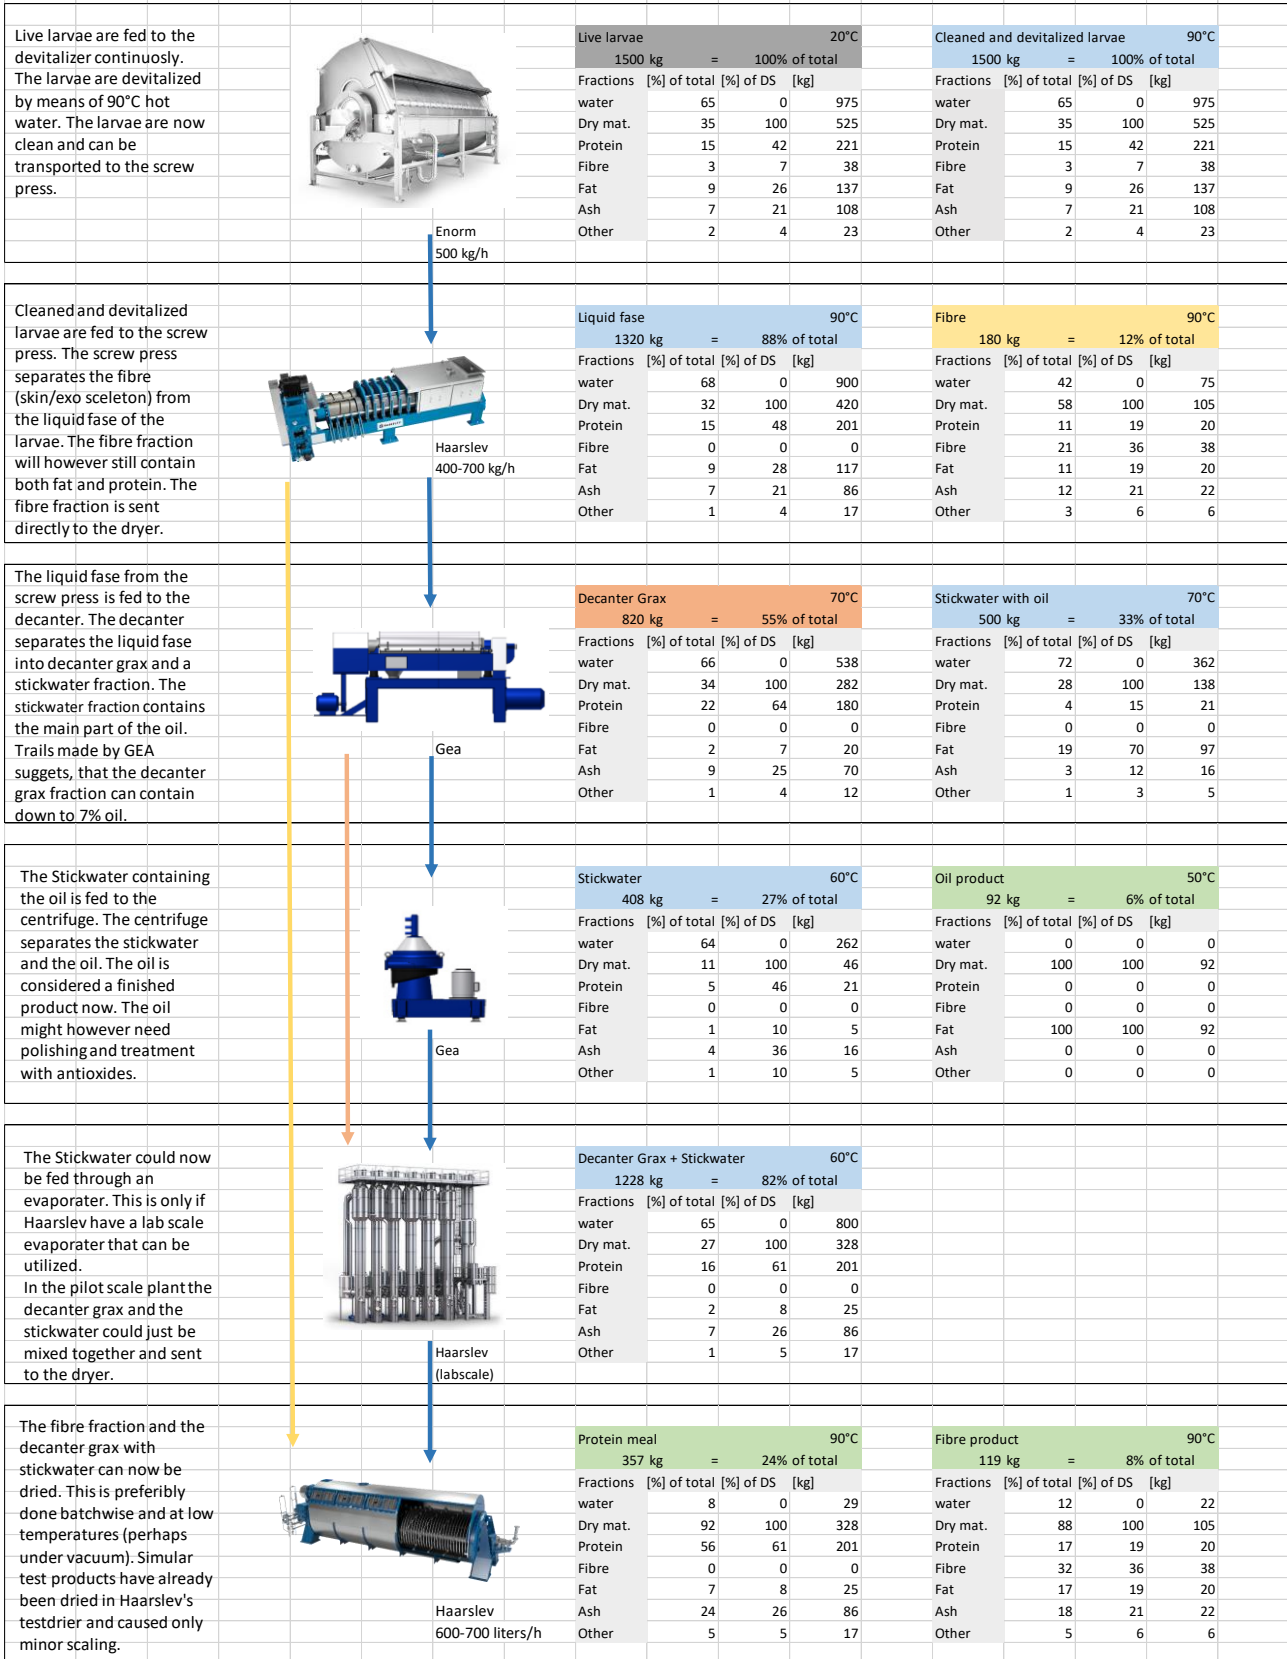 Live larvae are fed to the
devitalizer continuosly.
The larvae are devitalized
by means of 90°C hot
water. The larvae are now
clean and can be
transported to the screw
press.
Enorm
500 kg/h
Live larvae 20°C
1500 kg = 100% of total
Fractions [%] of total [%] of DS [kg]
water 65 0 975
Dry mat. 35 100 525
Protein 15 42 221
Fibre 3 7 38
Fat 9 26 137
Ash 7 21 108
Other 2 4 23
Cleaned and devitalized larvae 90°C
1500 kg = 100% of total
Fractions [%] of total [%] of DS [kg]
water 65 0 975
Dry mat. 35 100 525
Protein 15 42 221
Fibre 3 7 38
Fat 9 26 137
Ash 7 21 108
Other 2 4 23
Cleaned and devitalized
larvae are fed to the screw
press. The screw press
separates the fibre
(skin/exo sceleton) from
the liquid fase of the
larvae. The fibre fraction
will however still contain
both fat and protein. The
fibre fraction is sent
directly to the dryer.
Haarslev
400-700 kg/h
Liquid fase 90°C
1320 kg = 88% of total
Fractions [%] of total [%] of DS [kg]
water 68 0 900
Dry mat. 32 100 420
Protein 15 48 201
Fibre 0 0 0
Fat 9 28 117
Ash 7 21 86
Other 1 4 17
Fibre 90°C
180 kg = 12% of total
Fractions [%] of total [%] of DS [kg]
water 42 0 75
Dry mat. 58 100 105
Protein 11 19 20
Fibre 21 36 38
Fat 11 19 20
Ash 12 21 22
Other 3 6 6
The liquid fase from the
screw press is fed to the
decanter. The decanter
separates the liquid fase
into decanter grax and a
stickwater fraction. The
stickwater fraction contains
the main part of the oil.
Trails made by GEA
suggets, that the decanter
grax fraction can contain
down to 7% oil.
Gea
Decanter Grax 70°C
820 kg = 55% of total
Fractions [%] of total [%] of DS [kg]
water 66 0 538
Dry mat. 34 100 282
Protein 22 64 180
Fibre 0 0 0
Fat 2 7 20
Ash 9 25 70
Other 1 4 12
Stickwater with oil 70°C
500 kg = 33% of total
Fractions [%] of total [%] of DS [kg]
water 72 0 362
Dry mat. 28 100 138
Protein 4 15 21
Fibre 0 0 0
Fat 19 70 97
Ash 3 12 16
Other 1 3 5
The Stickwater containing
the oil is fed to the
centrifuge. The centrifuge
separates the stickwater
and the oil. The oil is
considered a finished
product now. The oil
might however need
polishing and treatment
with antioxides.
Gea
Stickwater 60°C
408 kg = 27% of total
Fractions [%] of total [%] of DS [kg]
water 64 0 262
Dry mat. 11 100 46
Protein 5 46 21
Fibre 0 0 0
Fat 1 10 5
Ash 4 36 16
Other 1 10 5
Oil product 50°C
92 kg = 6% of total
Fractions [%] of total [%] of DS [kg]
water 0 0 0
Dry mat. 100 100 92
Protein 0 0 0
Fibre 0 0 0
Fat 100 100 92
Ash 0 0 0
Other 0 0 0
The Stickwater could now
be fed through an
evaporater. This is only if
Haarslev have a lab scale
evaporater that can be
utilized.
In the pilot scale plant the
decanter grax and the
stickwater could just be
mixed together and sent
to the dryer.
Haarslev
(labscale)
Decanter Grax + Stickwater 60°C
1228 kg = 82% of total
Fractions [%] of total [%] of DS [kg]
water 65 0 800
Dry mat. 27 100 328
Protein 16 61 201
Fibre 0 0 0
Fat 2 8 25
Ash 7 26 86
Other 1 5 17
The fibre fraction and the
decanter grax with
stickwater can now be
dried. This is preferibly
done batchwise and at low
temperatures (perhaps
under vacuum). Simular
test products have already
been dried in Haarslev's
testdrier and caused only
minor scaling.
Haarslev
600-700 liters/h
Protein meal 90°C
357 kg = 24% of total
Fractions [%] of total [%] of DS [kg]
water 8 0 29
Dry mat. 92 100 328
Protein 56 61 201
Fibre 0 0 0
Fat 7 8 25
Ash 24 26 86
Other 5 5 17
Fibre product 90°C
119 kg = 8% of total
Fractions [%] of total [%] of DS [kg]
water 12 0 22
Dry mat. 88 100 105
Protein 17 19 20
Fibre 32 36 38
Fat 17 19 20
Ash 18 21 22
Other 5 6 6